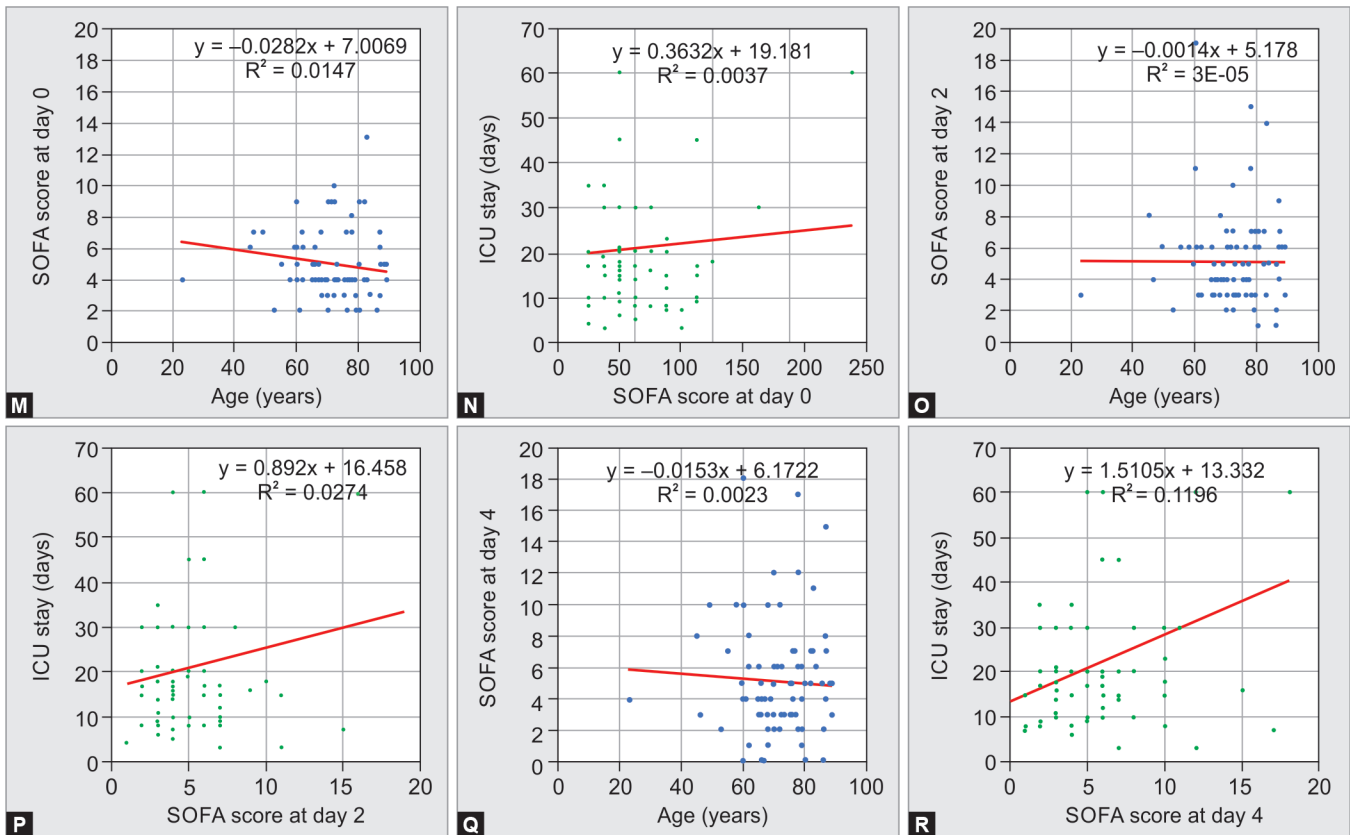 20
18
16
14
12
10
8
6
4
2
0
SOFA score at day 0
y = –0.0282x + 7.0069
R² = 0.0147
0 20 40 60 80 100
Age (years)
M
70
60
50
40
30
20
10
0
ICU stay (days)
y = 0.3632x + 19.181
R² = 0.0037
0 50 100 150 200 250
SOFA score at day 0
N
20
18
16
14
12
10
8
6
4
2
0
SOFA score at day 2
y = –0.0014x + 5.178
R² = 3E-05
0 20 40 60 80 100
Age (years)
O
70
60
50
40
30
20
10
0
ICU stay (days)
y = 0.892x + 16.458
R² = 0.0274
0 5 10 15 20
SOFA score at day 2
P
20
18
16
14
12
10
8
6
4
2
0
SOFA score at day 4
y = –0.0153x + 6.1722
R² = 0.0023
0 20 40 60 80 100
Age (years)
Q
70
60
50
40
30
20
10
0
ICU stay (days)
y = 1.5105x + 13.332
R² = 0.1196
0 5 10 15 20
SOFA score at day 4
R